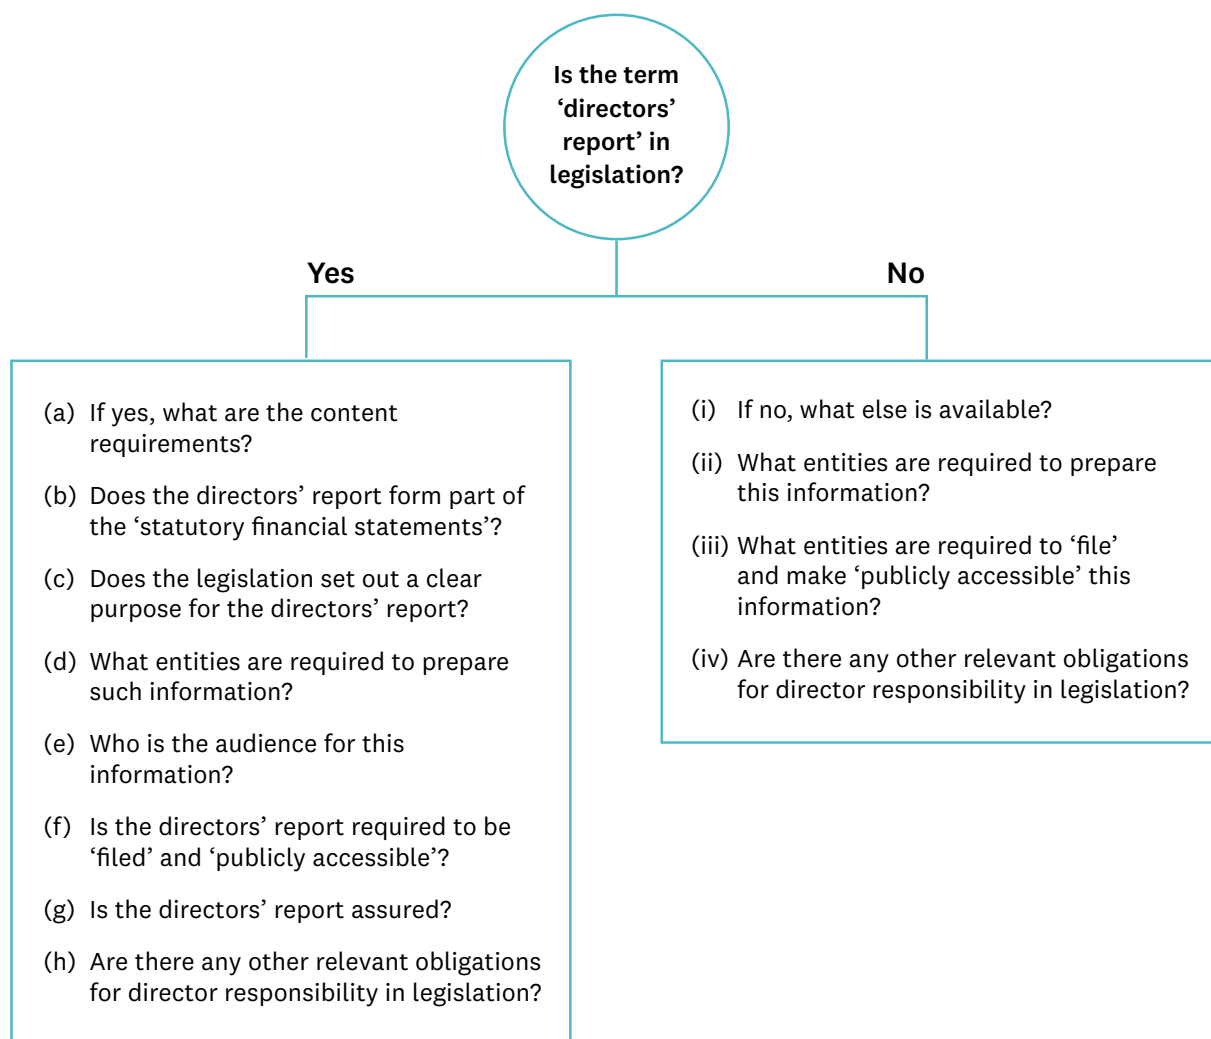 Is the term
‘directors’
report’ in
legislation?
Yes
No
(a) If yes, what are the content
requirements?
(b) Does the directors’ report form part of
the ‘statutory financial statements’?
(c) Does the legislation set out a clear
purpose for the directors’ report?
(d) What entities are required to prepare
such information?
(e) Who is the audience for this
information?
(f) Is the directors’ report required to be
‘filed’ and ‘publicly accessible’?
(g) Is the directors’ report assured?
(h) Are there any other relevant obligations
for director responsibility in legislation?
(i) If no, what else is available?
(ii) What entities are required to prepare
this information?
(iii) What entities are required to ‘file’
and make ‘publicly accessible’ this
information?
(iv) Are there any other relevant obligations
for director responsibility in legislation?